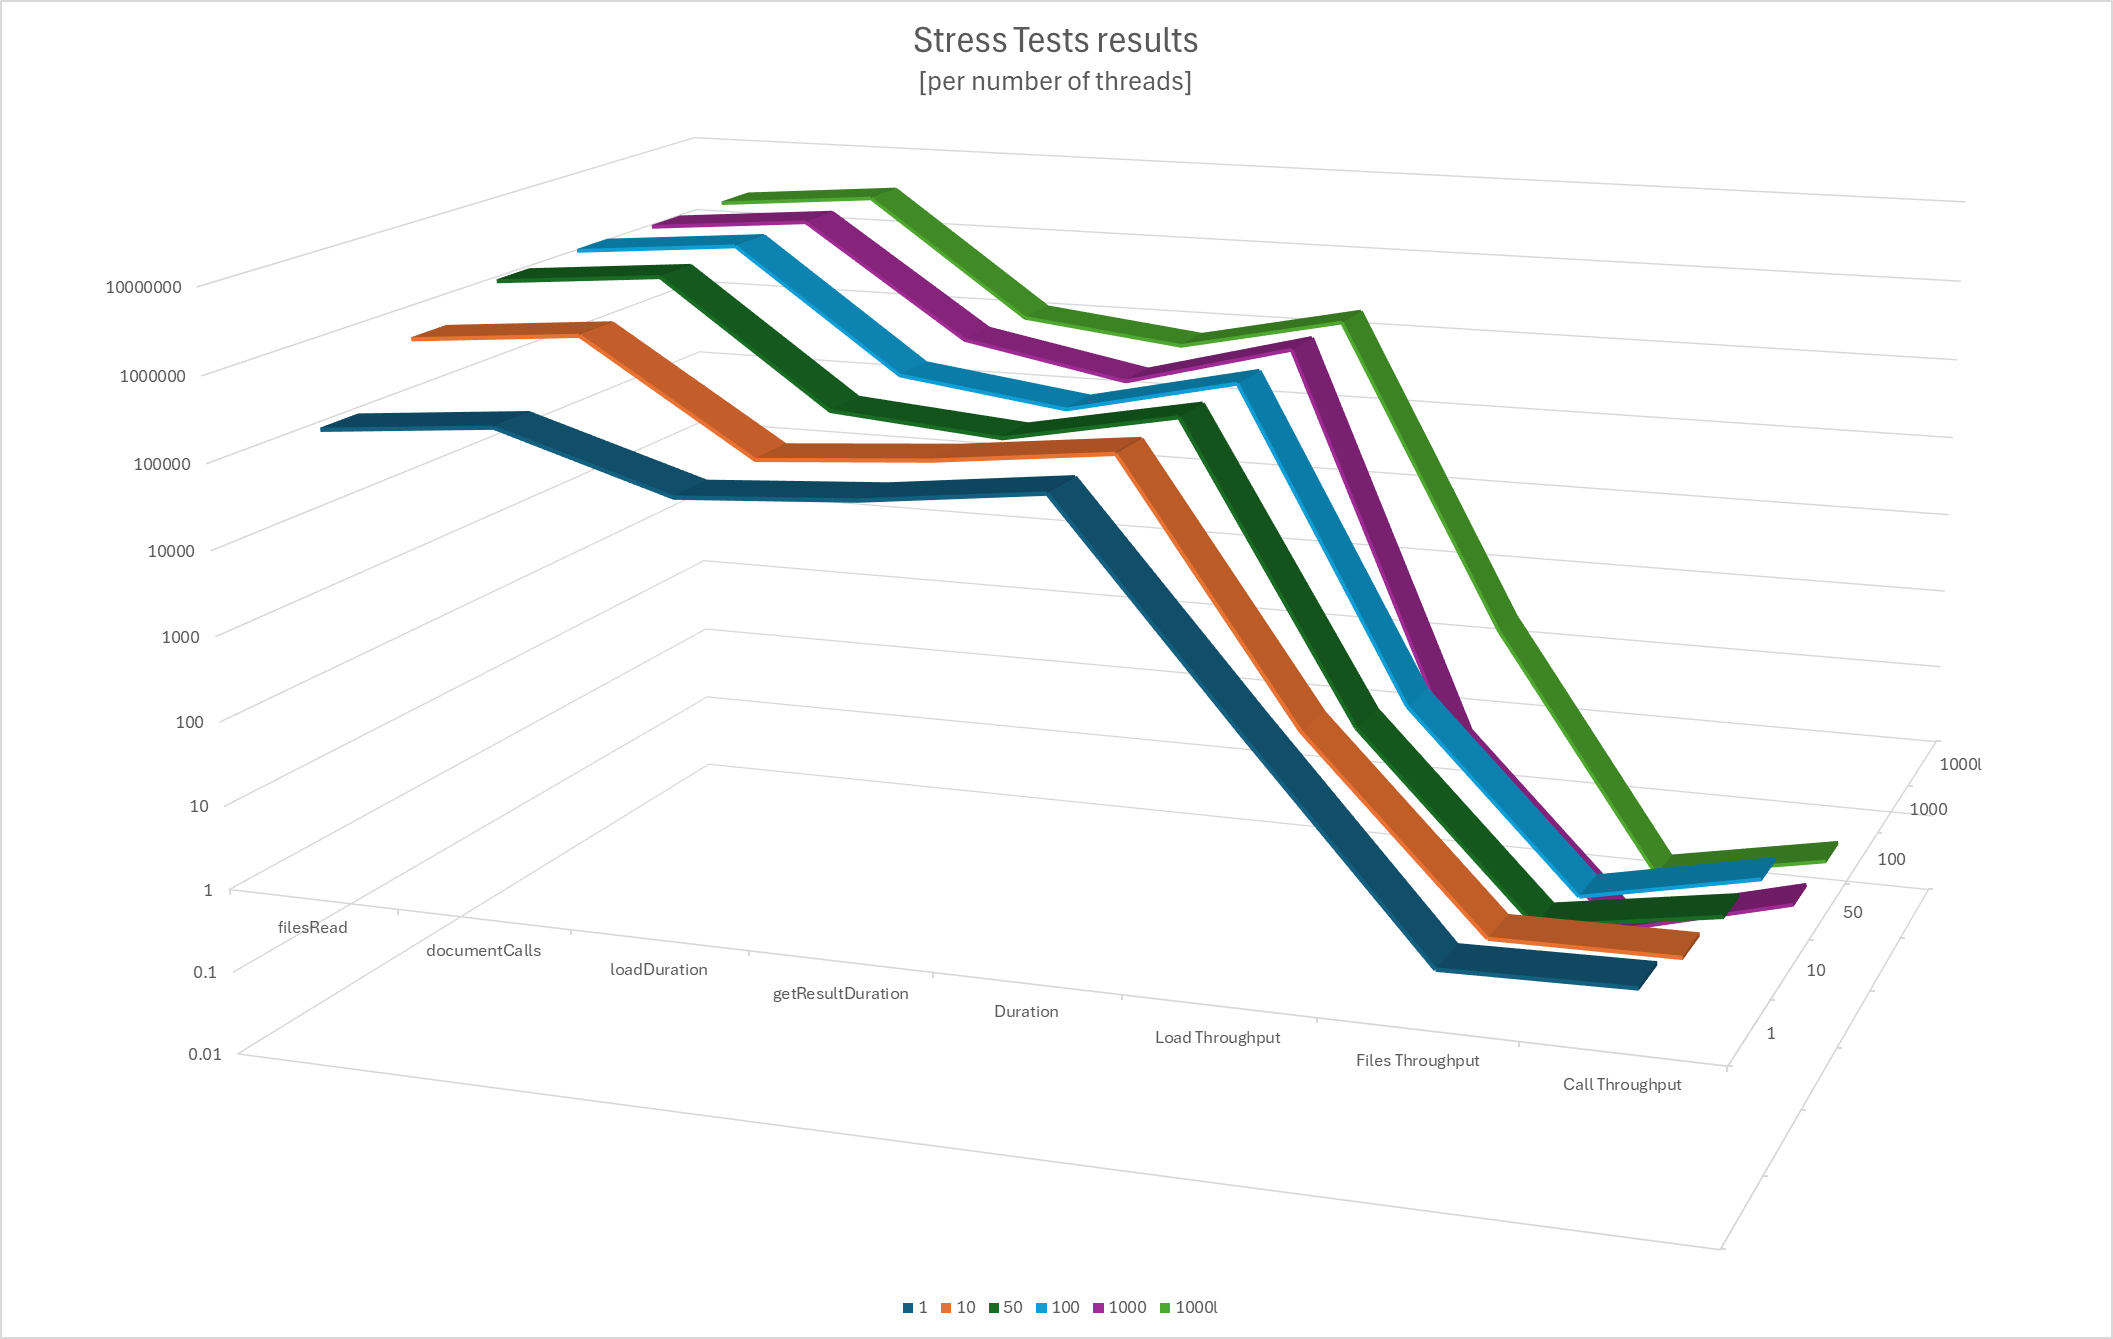 Stress Tests results
[per number of threads]
10000000
1000000
100000
10000
1000
100
10
1
0.1
0.01
filesRead
documentCalls
loadDuration
getResultDuration
Duration
Load Throughput
Files Throughput
Call Throughput
1000l
1000
100
50
10
1
1 10 50 100 1000 1000l